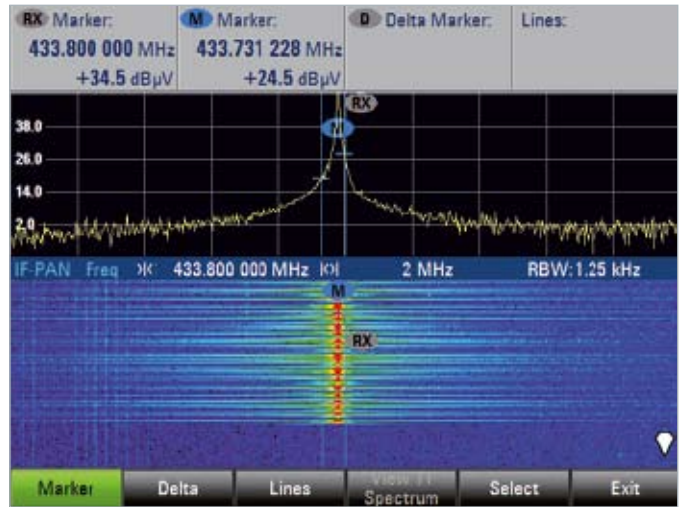 RX Marker: M Marker: D Delta Marker: Lines:
433.800 000 MHz 433.731 228 MHz
+34.5 dBµV +24.5 dBµV
RX
38.0 M
26.0
14.0
2.0
IF-PAN Freq 433.800 000 MHz 2 MHz RBW:1.25 kHz
M
RX
Marker Delta Lines Spectrum Select Exit